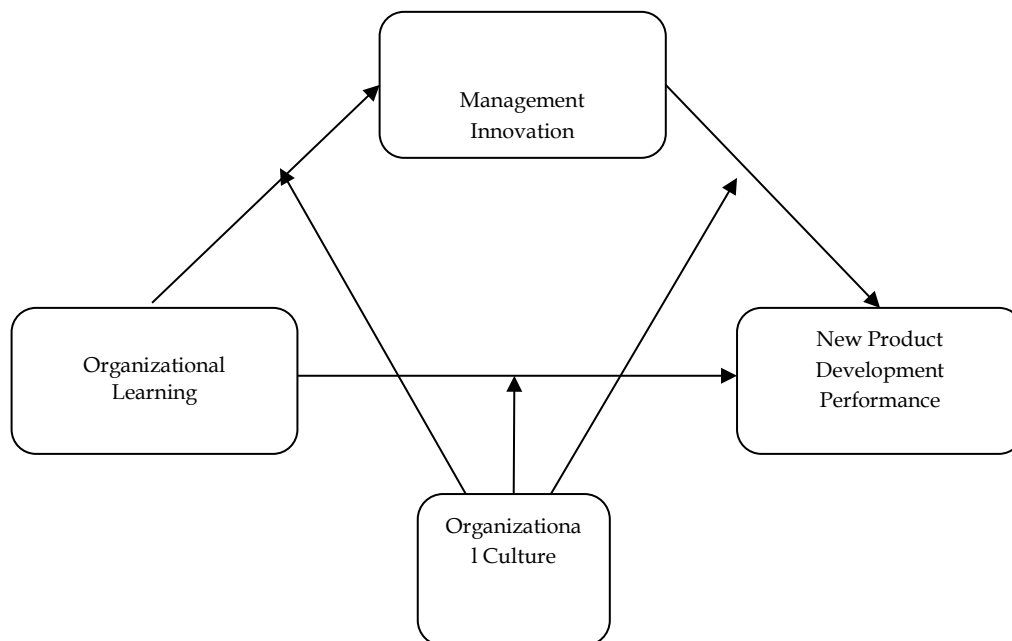 Management
Innovation
Organizational
Learning
New Product
Development
Performance
Organizationa
l Culture